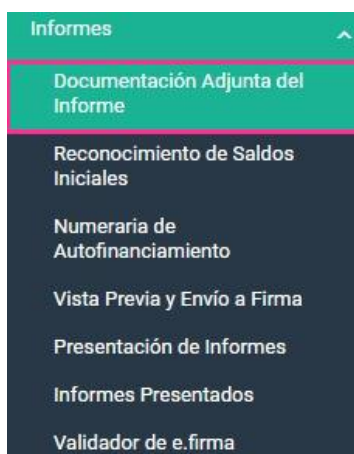 Informes
Documentación Adjunta del
Informe
Reconocimiento de Saldos
Iniciales
Numeraria de
Autofinanciamiento
Vista Previa y Envío a Firma
Presentación de Informes
Informes Presentados
Validador de e.firma